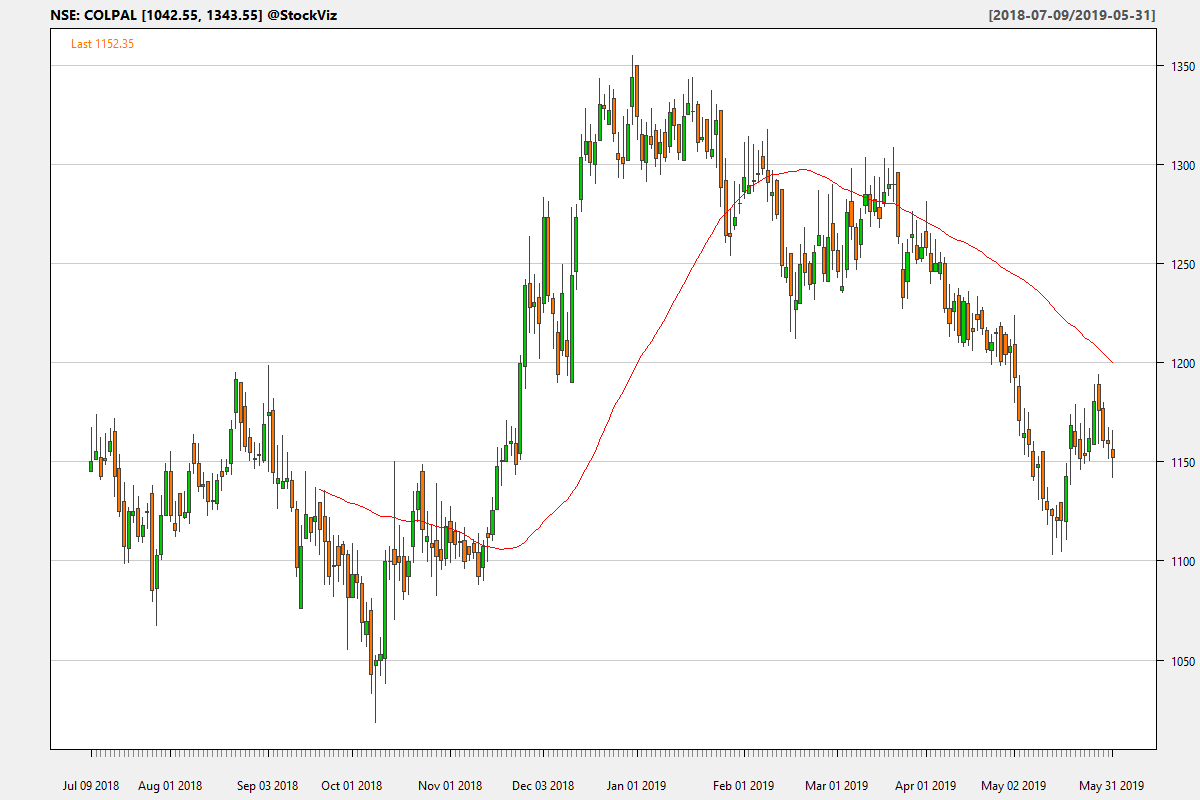 NSE: COLPAL [1042.55, 1343.55] @StockViz [2018-07-09/2019-05-31]
Last 1152.35
1350
1300
1250
1200
1150
1100
1050
Jul 09 2018 Aug 01 2018 Sep 03 2018 Oct 01 2018 Nov 01 2018 Dec 03 2018 Jan 01 2019 Feb 01 2019 Mar 01 2019 Apr 01 2019 May 02 2019 May 31 2019